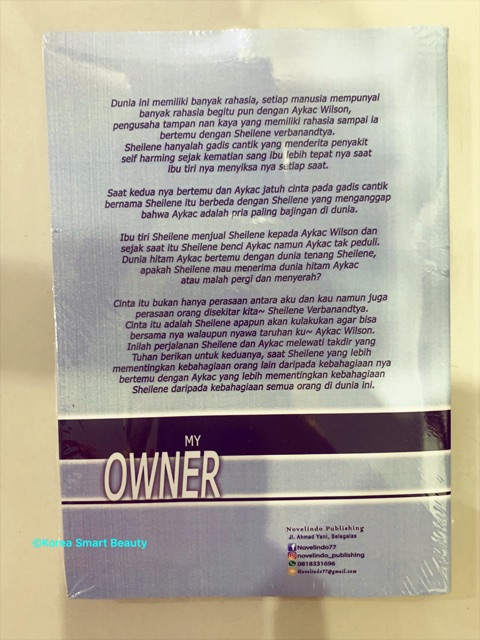 Dunia ini memiliki banyak rahasia, setiap manusia mempunyai
banyak rahasia begitu pun dengan Aykac Wilson,
pengusaha tampan nan kaya yang memiliki rahasia sampai ia
bertemu dengan Sheilene verbanandtya.
Sheilene hanyalah gadis cantik yang menderita penyakit
self harming sejak kematian sang ibu lebih tepat nya saat
ibu tiri nya menyiksa nya setiap saat.
Saat kedua nya bertemu dan Aykac jatuh cinta pada gadis cantik
bernama Sheilene itu berbeda dengan Sheilene yang menganggap
bahwa Aykac adalah pria paling bajingan di dunia.
Ibu tiri Sheilene menjual Sheilene kepada Aykac Wilson dan
sejak saat itu Sheilene benci Aykac namun Aykac tak peduli.
Dunia hitam Aykac bertemu dengan dunia tenang Sheilene,
apakah Sheilene mau menerima dunia hitam Aykac
atau malah pergi dan menyerah?
Cinta itu bukan hanya perasaan antara aku dan kau namun juga
perasaan orang disekitar kita~ Sheilene Verbanandtya.
Cinta itu adalah Sheilene apapun akan kulakukan agar bisa
bersama nya walaupun nyawa taruhan ku~ Aykac Wilson.
Inilah perjalanan Sheilene dan Aykac melewati takdir yang
Tuhan berikan untuk keduanya, saat Sheilene yang lebih
mementingkan kebahagiaan orang lain daripada kebahagiaan nya
bertemu dengan Aykac yang lebih mementingkan kebahagiaan
Sheilene daripada kebahagiaan semua orang di dunia ini.
MY
OWNER
Novelindo Publishing
Jl. Ahmad Yani, Selagalas
Novelindo77
novelindo_publishing
0818331696
Novelindo77@gmail.com
©Korea Smart Beauty